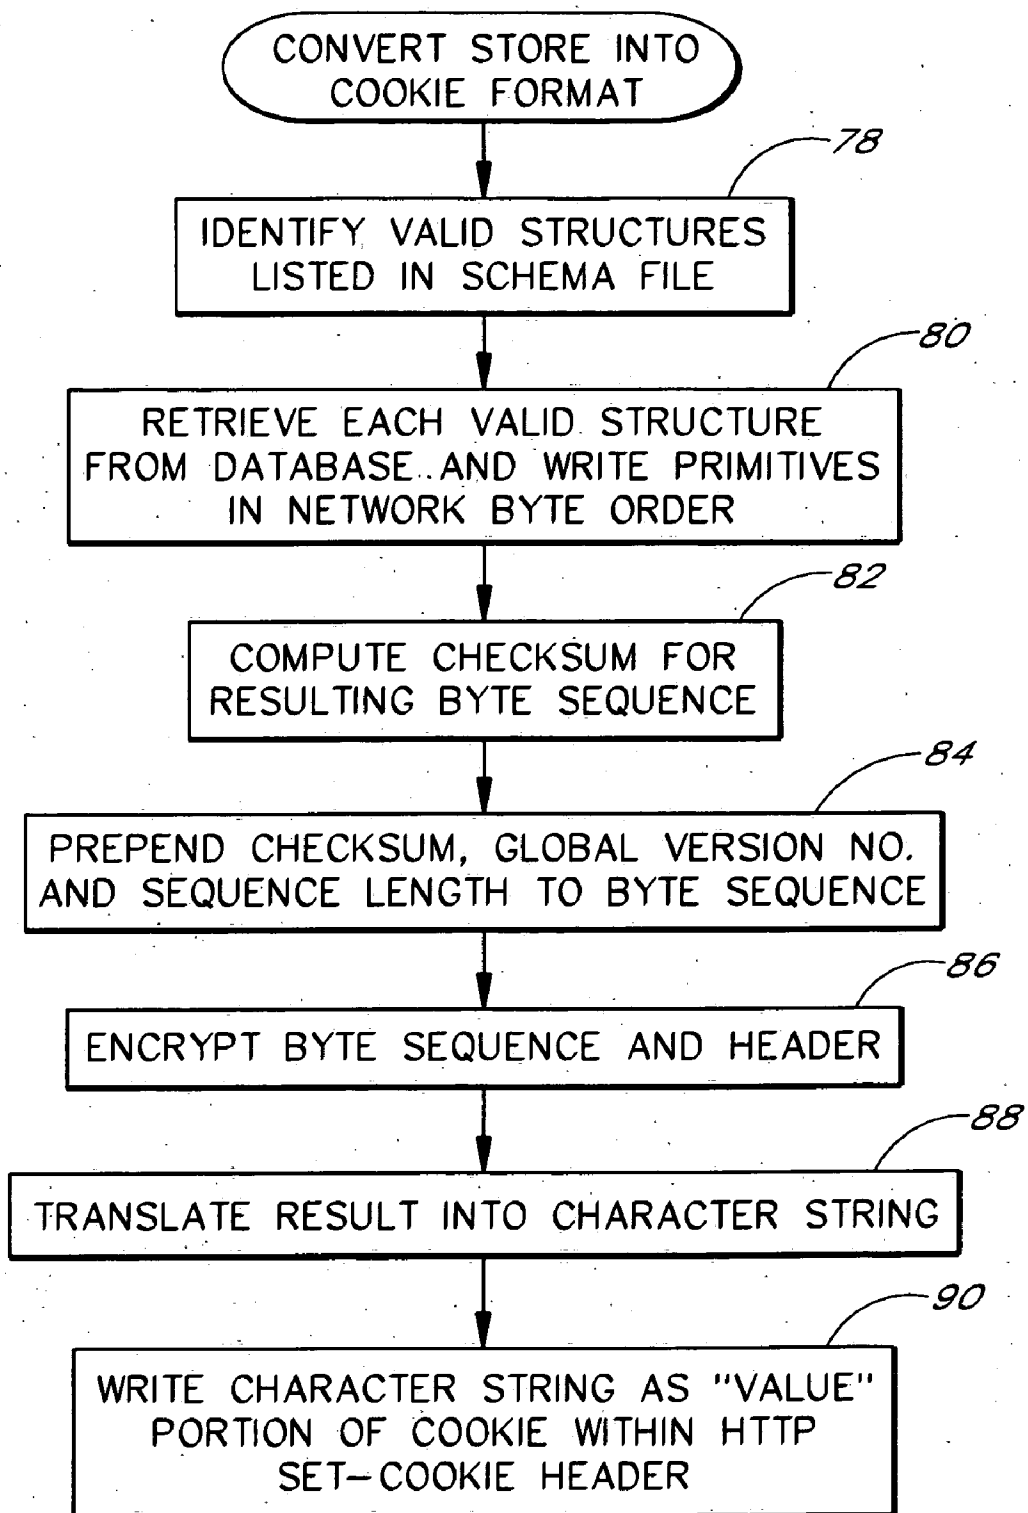 CONVERT STORE INTO
COOKIE FORMAT
78
IDENTIFY VALID STRUCTURES
LISTED IN SCHEMA FILE
80
RETRIEVE EACH VALID STRUCTURE
FROM DATABASE AND WRITE PRIMITIVES
IN NETWORK BYTE ORDER
82
COMPUTE CHECKSUM FOR
RESULTING BYTE SEQUENCE
84
PREPEND CHECKSUM, GLOBAL VERSION NO.
AND SEQUENCE LENGTH TO BYTE SEQUENCE
86
ENCRYPT BYTE SEQUENCE AND HEADER
88
TRANSLATE RESULT INTO CHARACTER STRING
90
WRITE CHARACTER STRING AS "VALUE"
PORTION OF COOKIE WITHIN HTTP
SET-COOKIE HEADER